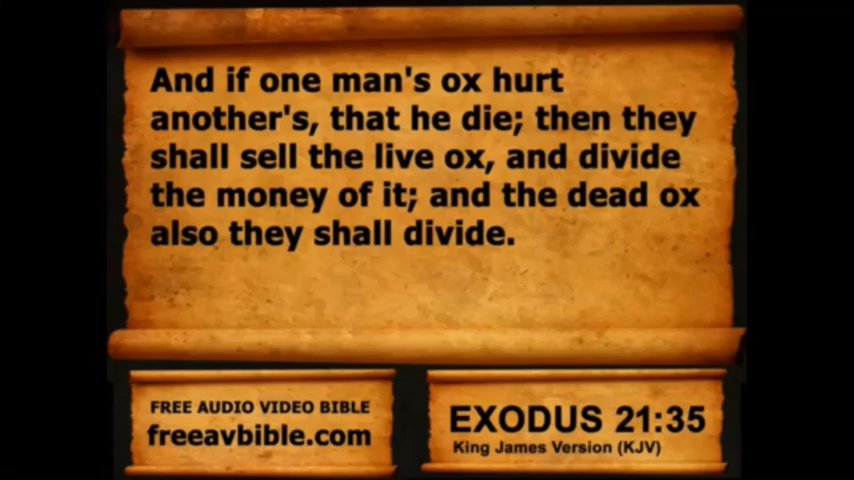 And if one man's ox hurt
another's, that he die; then they
shall sell the live ox, and divide
the money of it; and the dead ox
also they shall divide.
FREE AUDIO VIDEO BIBLE
freeavbible.com
EXODUS 21:35
King James Version (KJV)